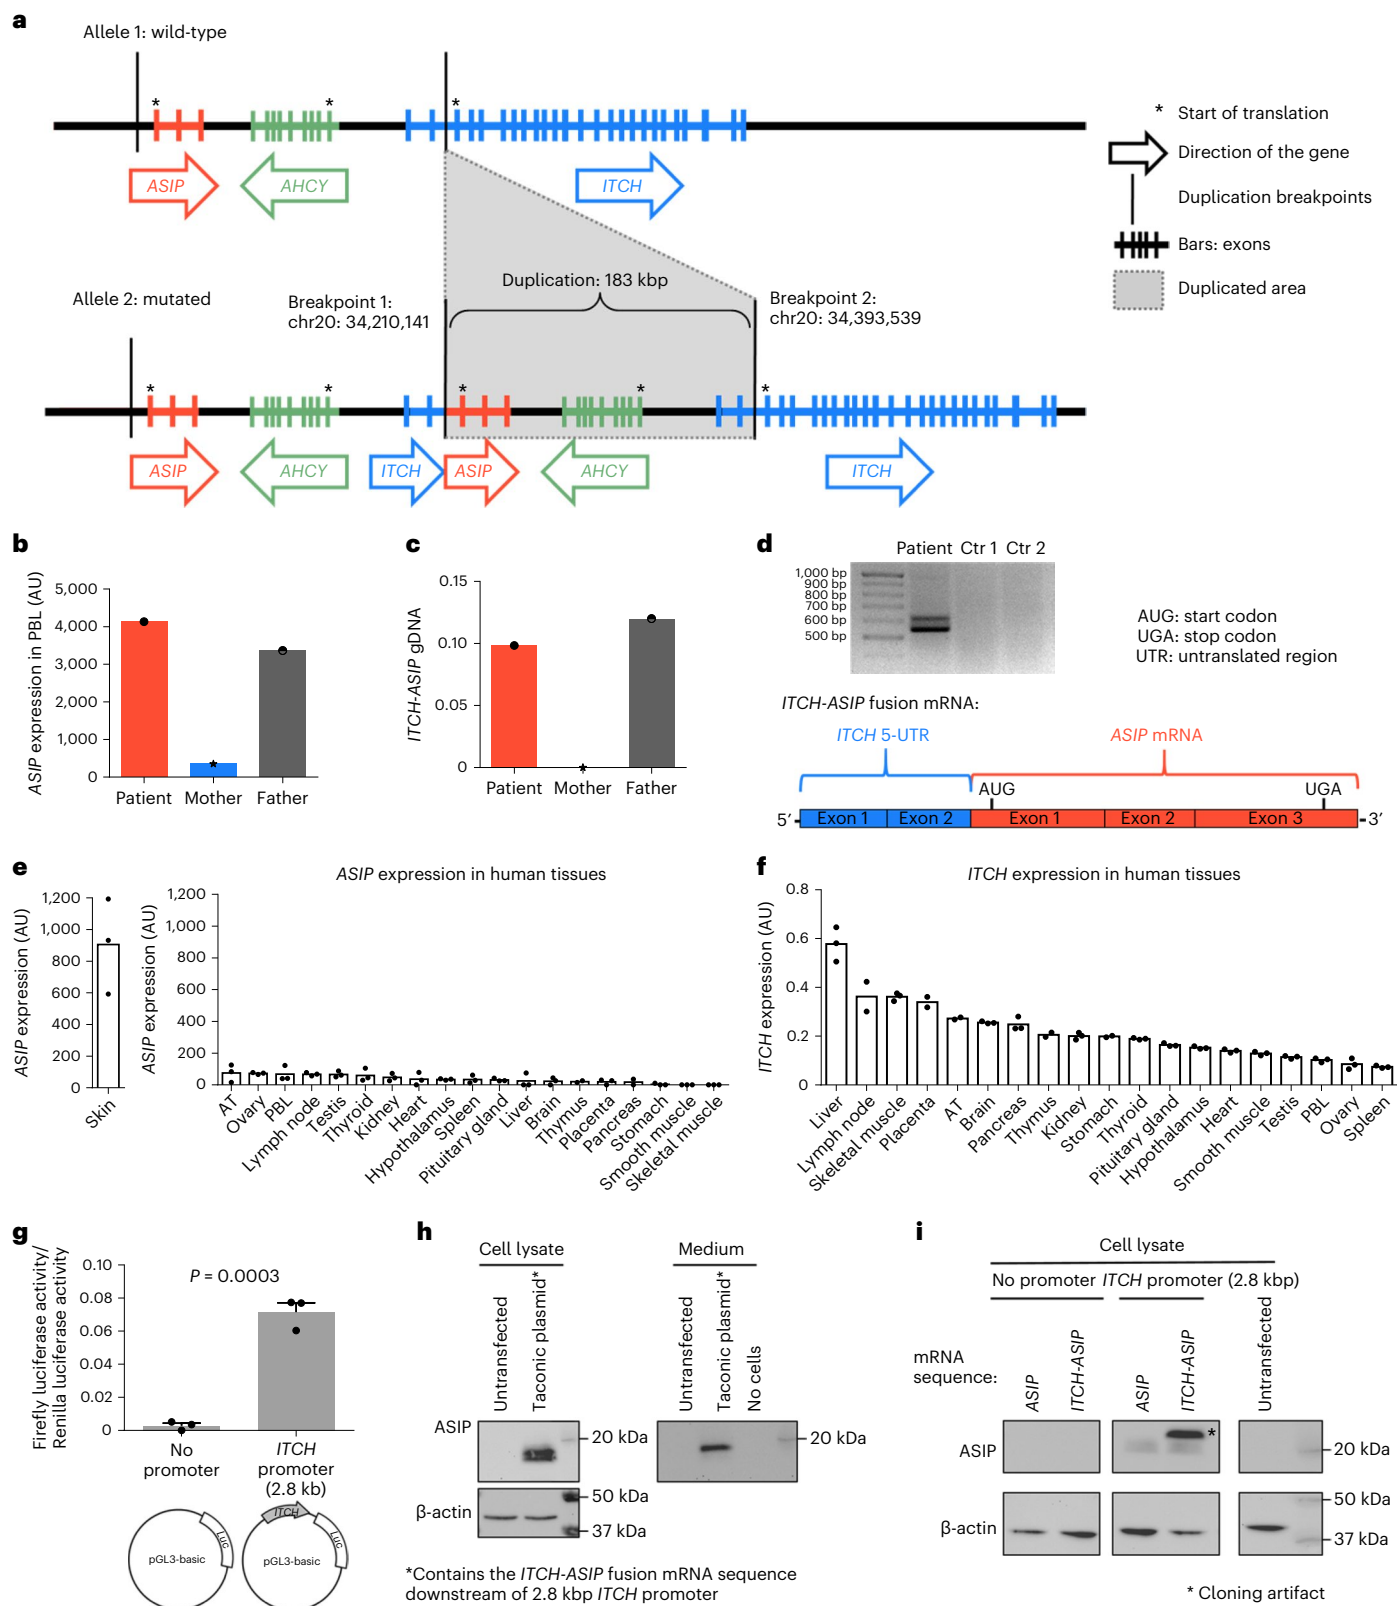 a
Allele 1: wild-type
* * *
ASIP AHCY ITCH
* Start of translation
Direction of the gene
Duplication breakpoints
Bars: exons
Duplicated area
Allele 2: mutated
Breakpoint 1:
chr20: 34,210,141
Duplication: 183 kbp
Breakpoint 2:
chr20: 34,393,539
* * * * *
ASIP AHCY ITCH ASIP AHCY ITCH
b
ASIP expression in PBL (AU)
5,000
4,000
3,000
2,000
1,000
0
Patient Mother Father
c
ITCH-ASIP gDNA
0.15
0.10
0.05
0
Patient Mother Father
d
Patient Ctr 1 Ctr 2
1,000 bp
900 bp
800 bp
700 bp
600 bp
500 bp
AUG: start codon
UGA: stop codon
UTR: untranslated region
ITCH-ASIP fusion mRNA:
ITCH 5-UTR ASIP mRNA
AUG UGA
5′ Exon 1 Exon 2 Exon 1 Exon 2 Exon 3 3′
e
ASIP expression (AU)
1,200
1,000
800
600
400
200
0
Skin
ASIP expression in human tissues
ASIP expression (AU)
1,200
1,000
800
600
400
200
0
AT
Ovary
PBL
Lymph node
Testis
Thyroid
Kidney
Heart
Hypothalamus
Spleen
Pituitary gland
Liver
Brain
Thymus
Placenta
Pancreas
Stomach
Smooth muscle
Skeletal muscle
f
ITCH expression in human tissues
ITCH expression (AU)
0.8
0.6
0.4
0.2
0
Liver
Lymph node
Skeletal muscle
Placenta
AT
Brain
Pancreas
Thymus
Kidney
Stomach
Thyroid
Pituitary gland
Hypothalamus
Heart
Smooth muscle
Testis
PBL
Ovary
Spleen
g
Firefly luciferase activity/
Renilla luciferase activity
0.10
0.08
0.06
0.04
0.02
0
P = 0.0003
No
promoter
ITCH
promoter
(2.8 kb)
Luc
pGL3-basic
ITCH
Luc
pGL3-basic
h
Cell lysate Medium
Untransfected
Taconic plasmid*
Untransfected
Taconic plasmid*
No cells
ASIP
20 kDa
20 kDa
β-actin
50 kDa
37 kDa
*Contains the ITCH-ASIP fusion mRNA sequence
downstream of 2.8 kbp ITCH promoter
i
Cell lysate
No promoter ITCH promoter (2.8 kbp)
mRNA
sequence:
ASIP
ITCH-ASIP
ASIP
ITCH-ASIP
Untransfected
ASIP
*
20 kDa
β-actin
50 kDa
37 kDa
* Cloning artifact